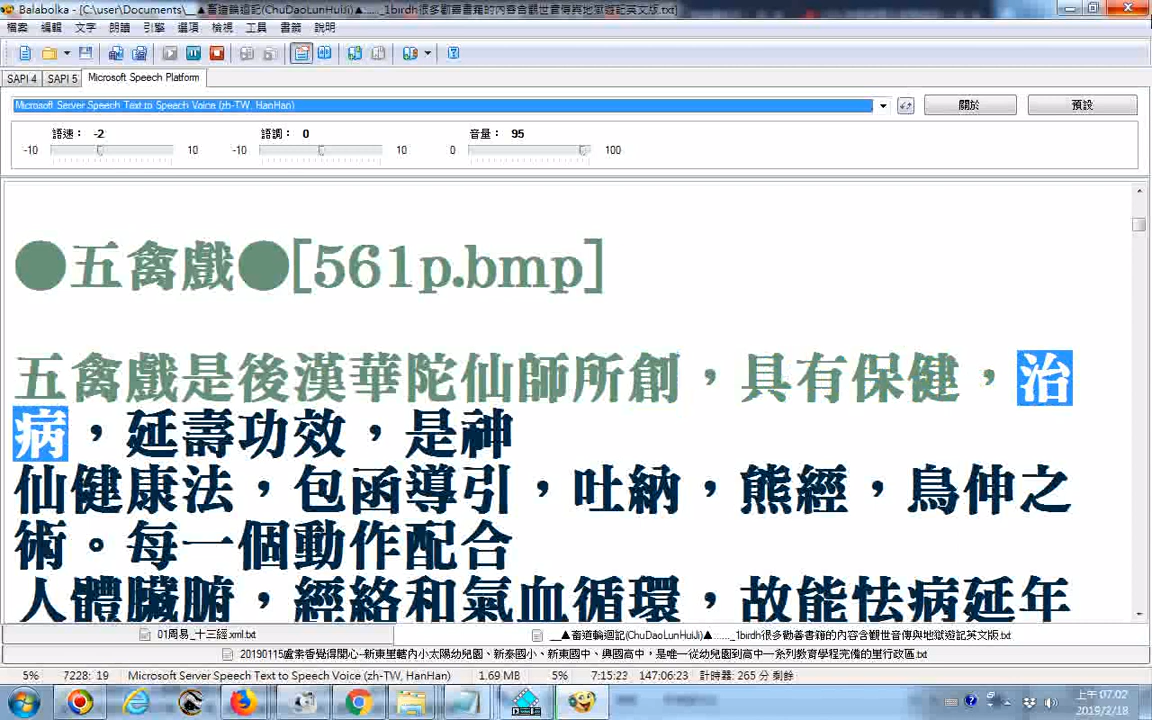 Balabolka - [C:\user\Documents\__▲畜道輪迴記(ChuDaoLunHuiJi)▲......_1birdh很多勸善書籍的內容含觀世音傳與地獄遊記英文版.txt]
檔案 編輯 文字 朗讀 引擎 選項 檢視 工具 書籤 說明
SAPI 4 SAPI 5 Microsoft Speech Platform
Microsoft Server Speech Text to Speech Voice (zh-TW, HanHan)
關於 預設
語速： -2 語調： 0 音量： 95
-10 10 -10 10 0 100
●五禽戲●[561p.bmp]
五禽戲是後漢華陀仙師所創，具有保健，治
病，延壽功效，是神
仙健康法，包函導引，吐納，熊經，鳥伸之
術。每一個動作配合
人體臟腑，經絡和氣血循環，故能怯病延年
01周易_十三經.xml.txt
__▲畜道輪迴記(ChuDaoLunHuiJi)▲......_1birdh很多勸善書籍的內容含觀世音傳與地獄遊記英文版.txt
20190115盧素香覺得開心~新東里轄內小太陽幼兒園、新泰國小、新東國中、興國高中，是唯一從幼兒園到高中一系列教育學程完備的里行政區.txt
5% 7228: 19 Microsoft Server Speech Text to Speech Voice (zh-TW, HanHan) 1.69 MB 5% 7:15:23 147:06:23 計時器: 265 分 剩餘
上午 07:02
2019/2/18